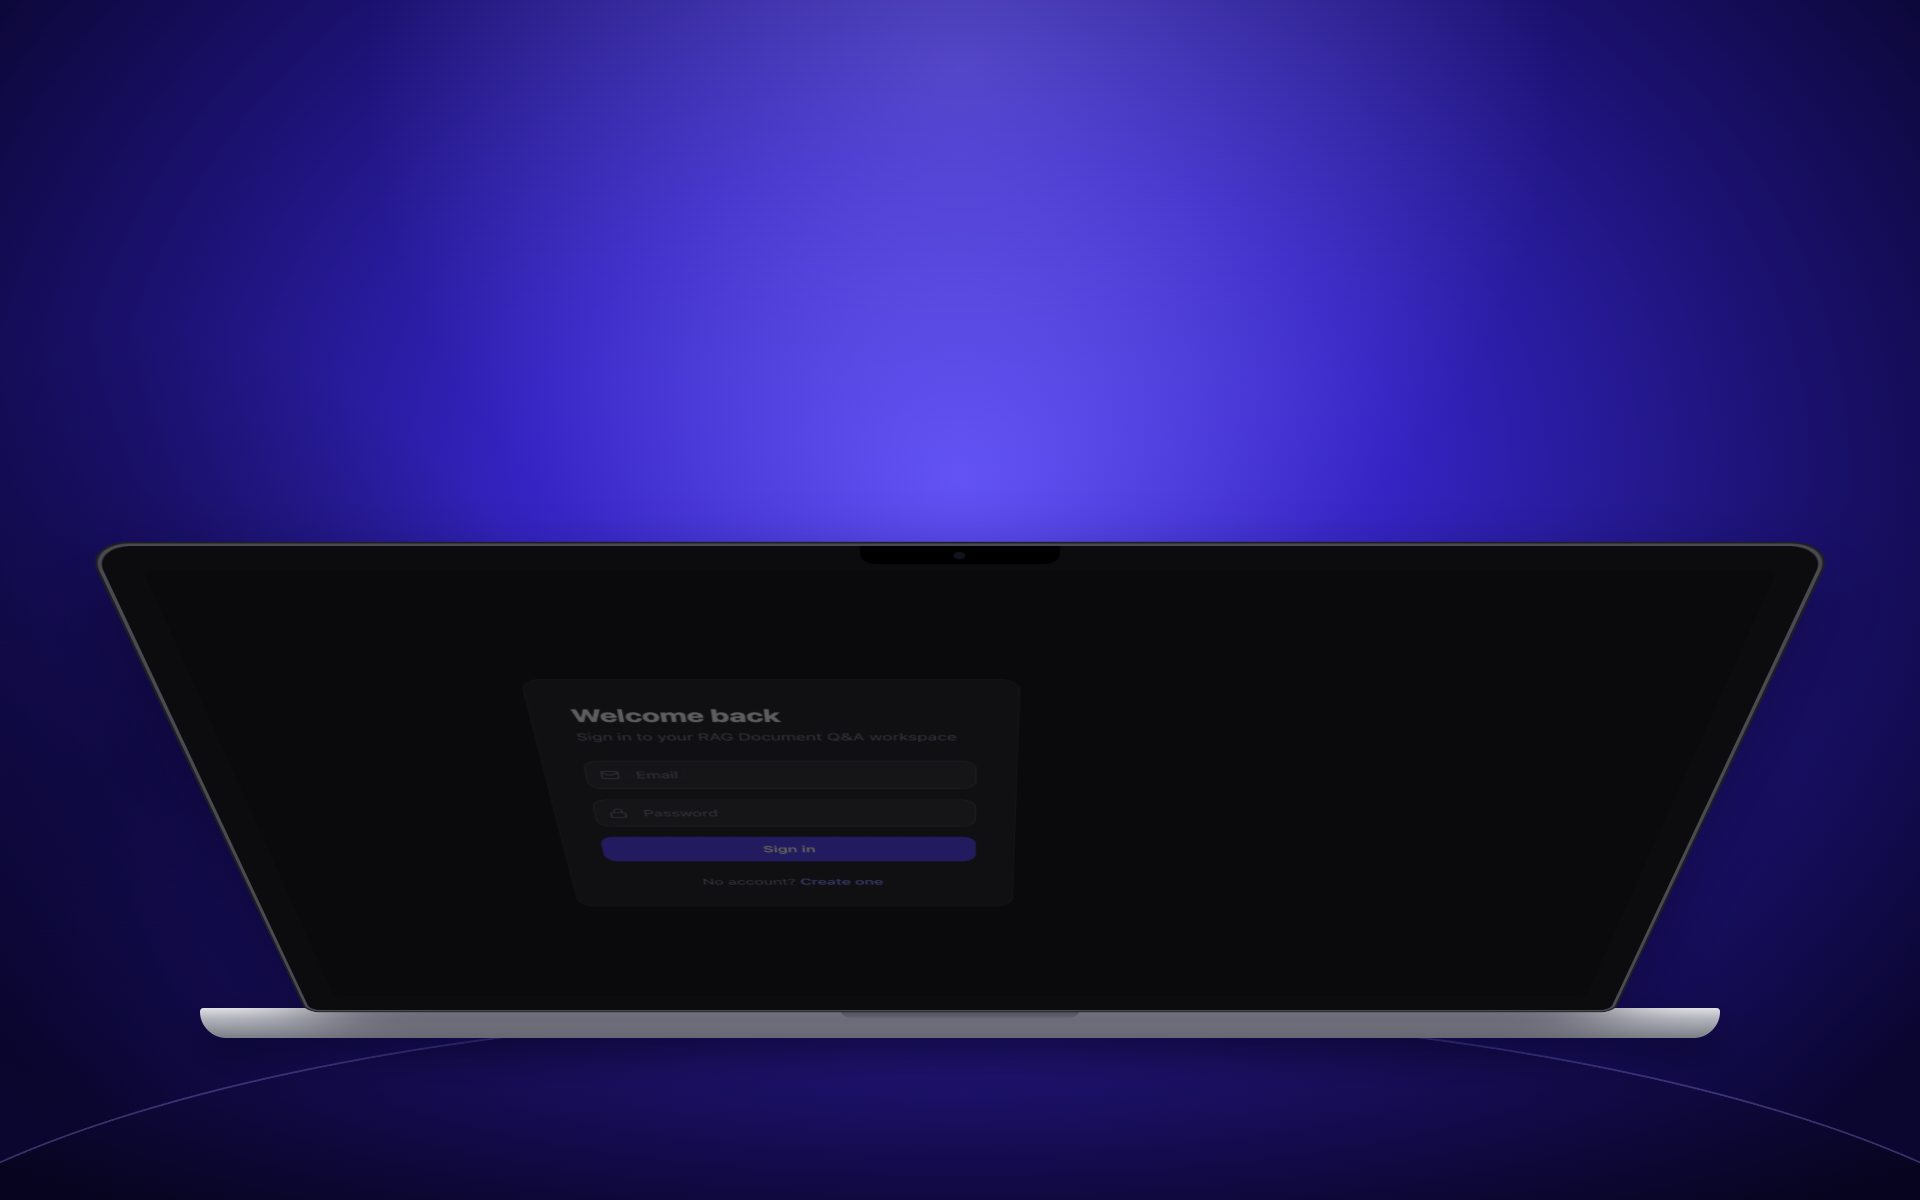 Welcome back
Sign in to your RAG Document Q&A workspace
Email
Password
Sign in
No account? Create one